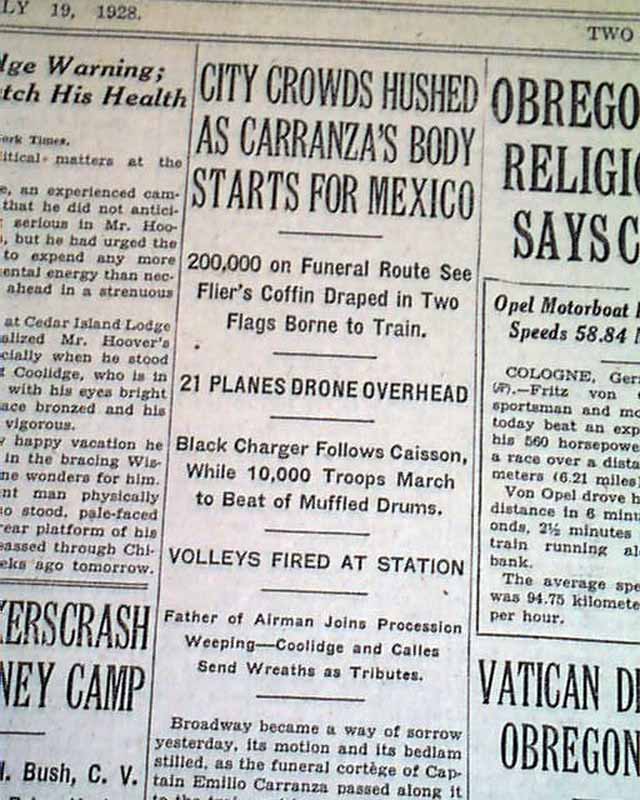 LY 19, 1928.
TWO
dge Warning;
tch His Health
ork Times.
litical matters at the
e, an experienced cam-
that he did not antici-
serious in Mr. Hoo-
, but he had urged the
to expend any more
ental energy than nec-
ahead in a strenuous
at Cedar Island Lodge
alized Mr. Hoover's
cially when he stood
Coolidge, who is in
with his eyes bright
ace bronzed and his
vigorous.
y happy vacation he
in the bracing Wis-
ne wonders for him.
nt man physically
o stood, pale-faced
rear platform of his
passed through Chi-
eks ago tomorrow.
KERS CRASH
NEY CAMP
H. Bush, C. V.
CITY CROWDS HUSHED
AS CARRANZA'S BODY
STARTS FOR MEXICO
200,000 on Funeral Route See
Flier's Coffin Draped in Two
Flags Borne to Train.
21 PLANES DRONE OVERHEAD
Black Charger Follows Caisson,
While 10,000 Troops March
to Beat of Muffled Drums.
VOLLEYS FIRED AT STATION
Father of Airman Joins Procession
Weeping—Coolidge and Calles
Send Wreaths as Tributes.
Broadway became a way of sorrow
yesterday, its motion and its bedlam
stilled, as the funeral cortège of Cap-
tain Emilio Carranza passed along it
OBREGO
RELIGIO
SAYS C
Opel Motorboat
Speeds 58.84
COLOGNE, Ger
(AP).—Fritz von
sportsman and mo
today beat an exp
his 560 horsepowe
a race over a dista
meters (6.21 miles)
Von Opel drove h
distance in 6 minu
onds, 2½ minutes
train running al
bank.
The average spe
was 94.75 kilomete
per hour.
VATICAN DE
OBREGON